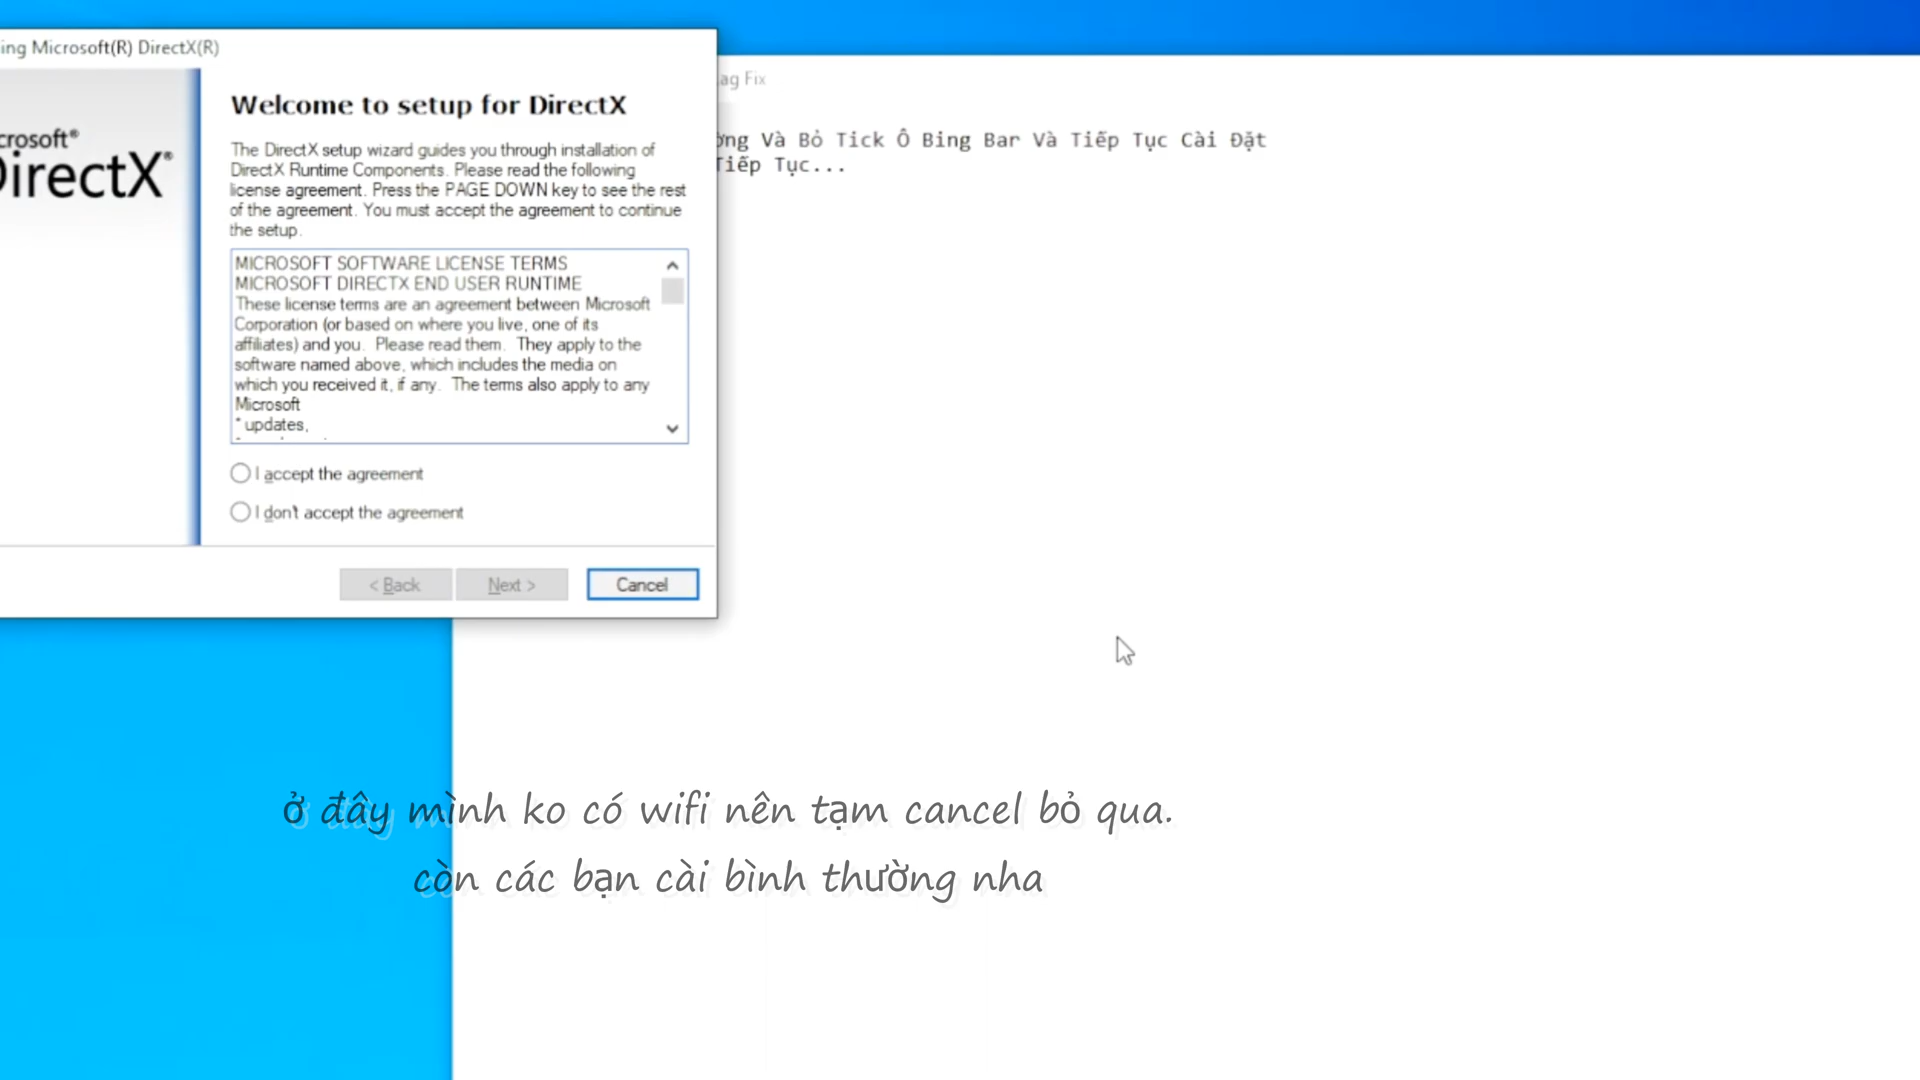 ing Microsoft(R) DirectX(R)
ag Fix
crosoft®
DirectX®
Welcome to setup for DirectX
The DirectX setup wizard guides you through installation of
DirectX Runtime Components. Please read the following
license agreement. Press the PAGE DOWN key to see the rest
of the agreement. You must accept the agreement to continue
the setup.
MICROSOFT SOFTWARE LICENSE TERMS
MICROSOFT DIRECTX END USER RUNTIME
These license terms are an agreement between Microsoft
Corporation (or based on where you live, one of its
affiliates) and you. Please read them. They apply to the
software named above, which includes the media on
which you received it, if any. The terms also apply to any
Microsoft
* updates,
I accept the agreement
I don't accept the agreement
< Back
Next >
Cancel
ờng Và Bỏ Tick Ô Bing Bar Và Tiếp Tục Cài Đặt
Tiếp Tục...
ở đây mình ko có wifi nên tạm cancel bỏ qua.
còn các bạn cài bình thường nha